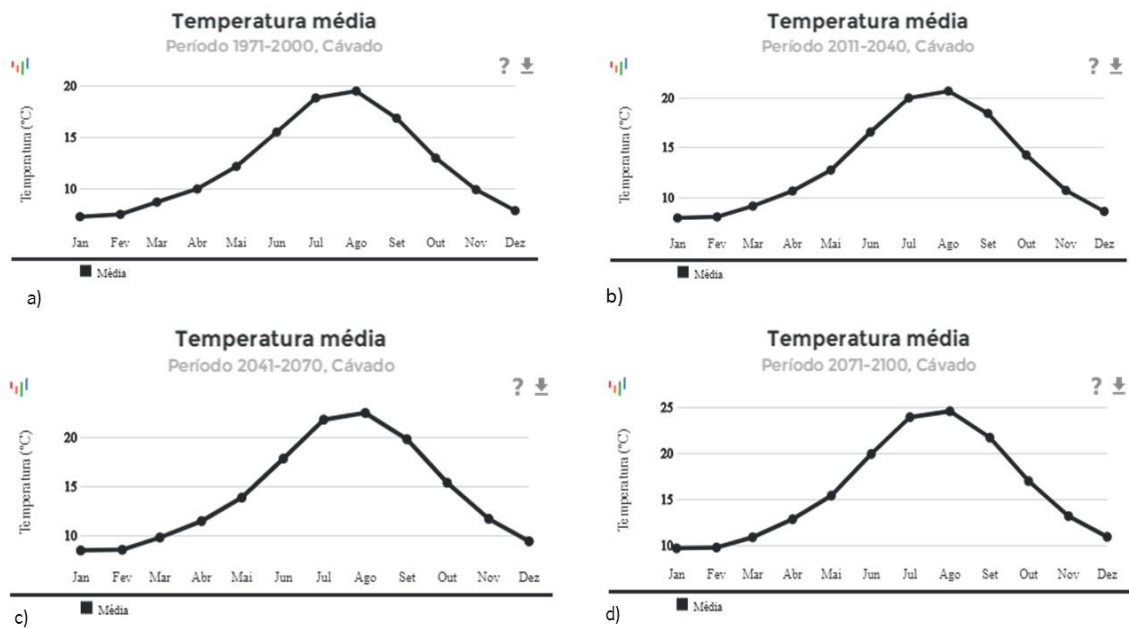 Temperatura média
Período 1971-2000, Cávado
?
Temperatura (°C)
20
15
10
Jan Fev Mar Abr Mai Jun Jul Ago Set Out Nov Dez
Média
a)
Temperatura média
Período 2011-2040, Cávado
?
Temperatura (°C)
20
15
10
Jan Fev Mar Abr Mai Jun Jul Ago Set Out Nov Dez
Média
b)
Temperatura média
Período 2041-2070, Cávado
?
Temperatura (°C)
20
15
10
Jan Fev Mar Abr Mai Jun Jul Ago Set Out Nov Dez
Média
c)
Temperatura média
Período 2071-2100, Cávado
?
Temperatura (°C)
25
20
15
10
Jan Fev Mar Abr Mai Jun Jul Ago Set Out Nov Dez
Média
d)